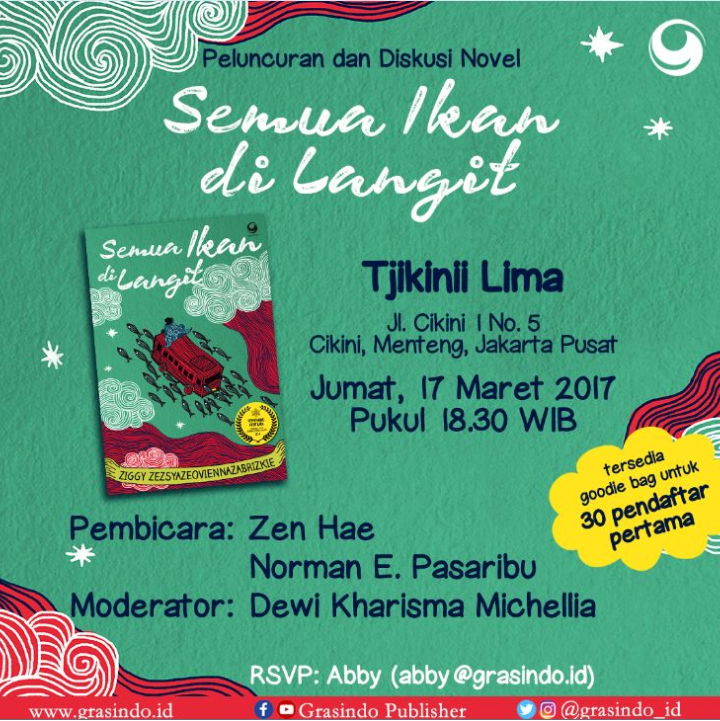 Peluncuran dan Diskusi Novel
Semua Ikan
di Langit
Semua Ikan
di Langit
ZIGGY ZEZSYAZEOVIENNAZABRIZKIE
Tjikinii Lima
Jl. Cikini I No. 5
Cikini, Menteng, Jakarta Pusat
Jumat, 17 Maret 2017
Pukul 18.30 WIB
tersedia
goodie bag untuk
30 pendaftar
pertama
Pembicara: Zen Hae
Norman E. Pasaribu
Moderator: Dewi Kharisma Michellia
RSVP: Abby (abby@grasindo.id)
www.grasindo.id Grasindo Publisher @grasindo_id